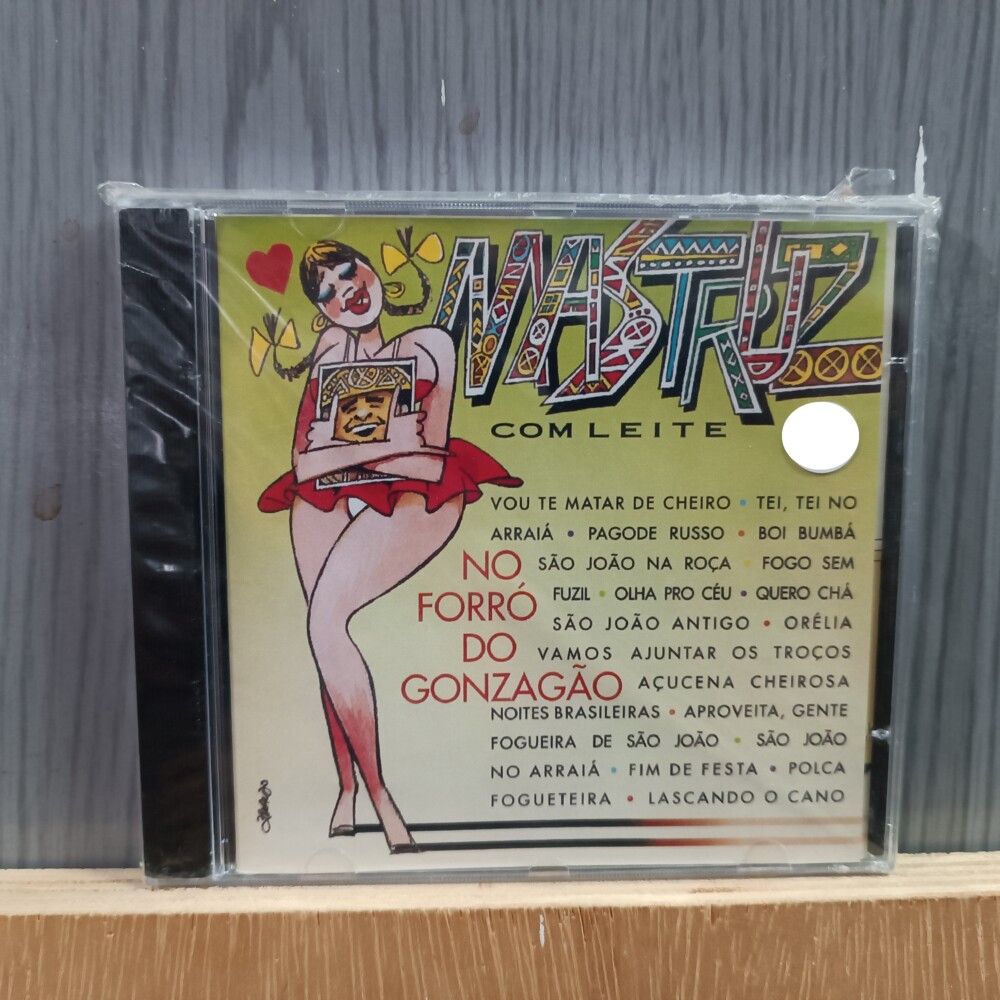 MASTRUZ
COM LEITE
VOU TE MATAR DE CHEIRO • TEI, TEI NO
ARRAIÁ • PAGODE RUSSO • BOI BUMBÁ
SÃO JOÃO NA ROÇA • FOGO SEM
FUZIL • OLHA PRO CÉU • QUERO CHÁ
SÃO JOÃO ANTIGO • ORÉLIA
VAMOS AJUNTAR OS TROÇOS
AÇUCENA CHEIROSA
NOITES BRASILEIRAS • APROVEITA, GENTE
FOGUEIRA DE SÃO JOÃO • SÃO JOÃO
NO ARRAIÁ • FIM DE FESTA • POLCA
FOGUETEIRA • LASCANDO O CANO
NO
FORRÓ
DO
GONZAGÃO